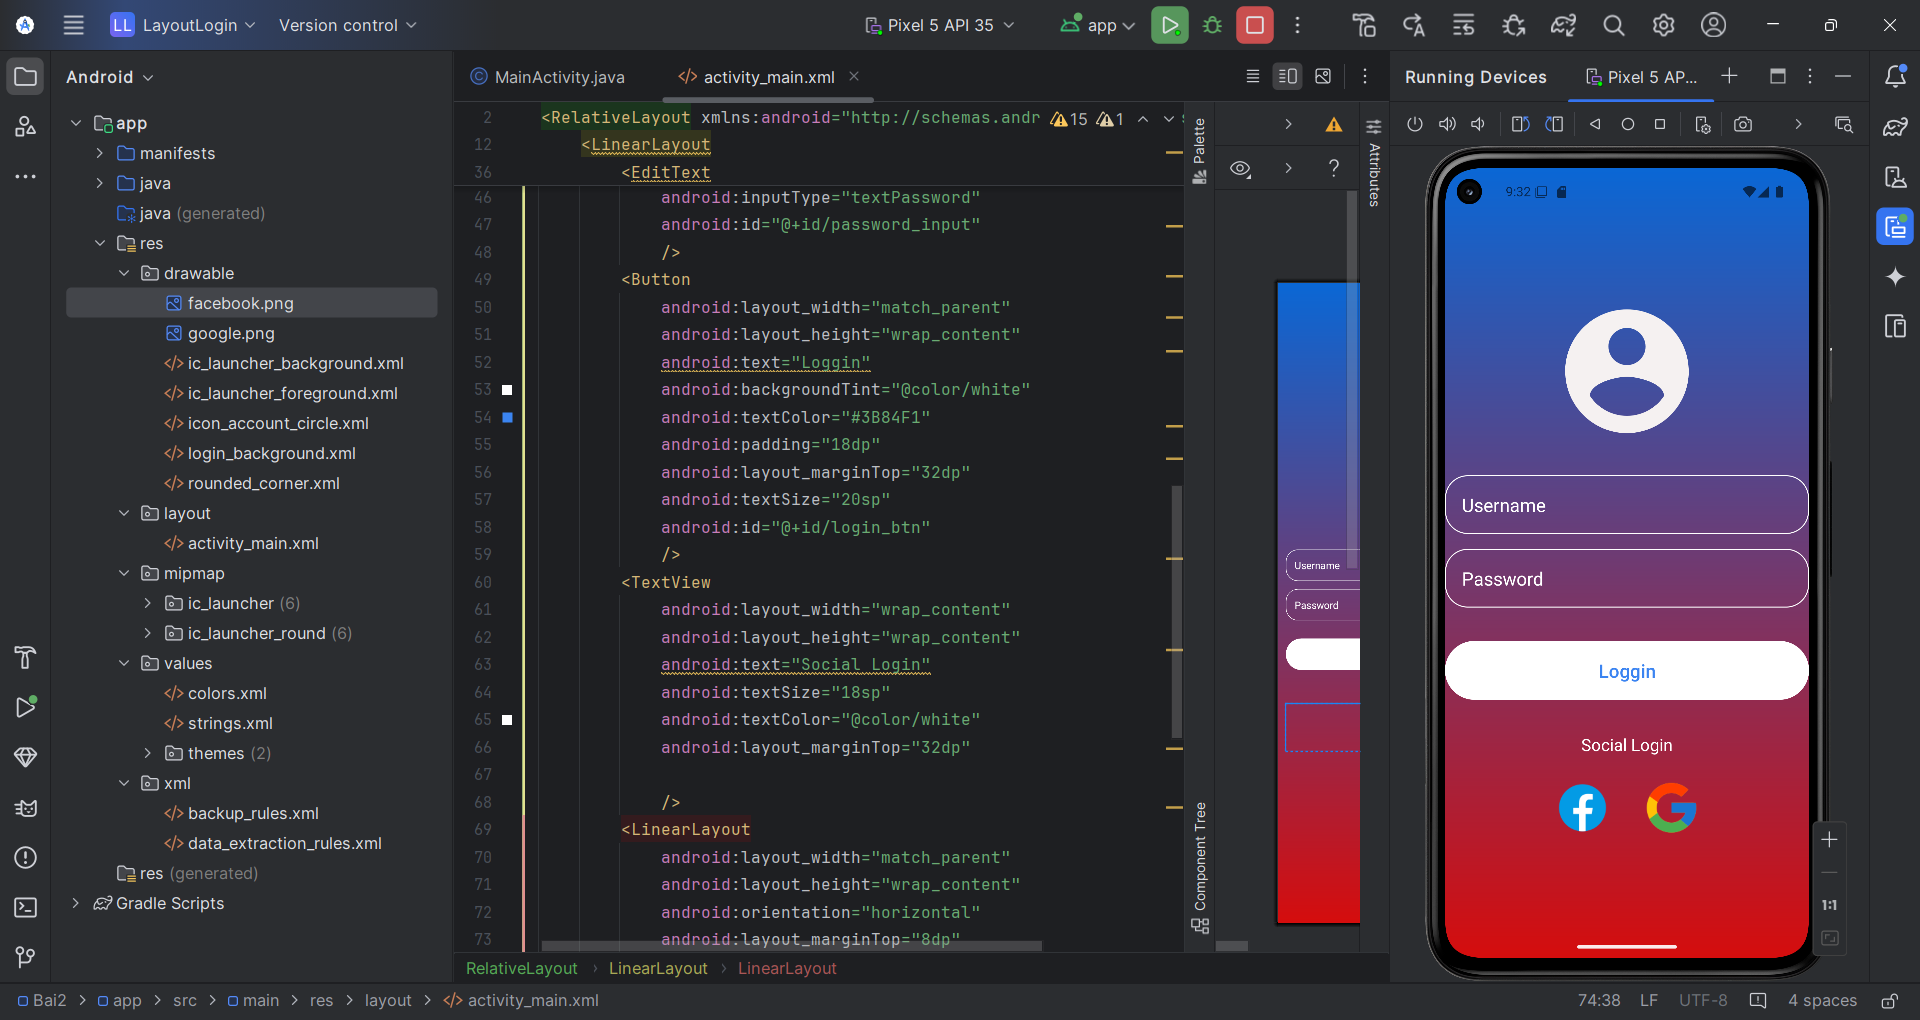 LL LayoutLogin Version control Pixel 5 API 35 app
Android
MainActivity.java activity_main.xml
Running Devices Pixel 5 AP...
app
manifests
java
java (generated)
res
drawable
facebook.png
google.png
ic_launcher_background.xml
ic_launcher_foreground.xml
icon_account_circle.xml
login_background.xml
rounded_corner.xml
layout
activity_main.xml
mipmap
ic_launcher (6)
ic_launcher_round (6)
values
colors.xml
strings.xml
themes (2)
xml
backup_rules.xml
data_extraction_rules.xml
res (generated)
Gradle Scripts
2 <RelativeLayout xmlns:android="http://schemas.andr 15 1
12 <LinearLayout
36 <EditText
46 android:inputType="textPassword"
47 android:id="@+id/password_input"
48 />
49 <Button
50 android:layout_width="match_parent"
51 android:layout_height="wrap_content"
52 android:text="Loggin"
53 android:backgroundTint="@color/white"
54 android:textColor="#3B84F1"
55 android:padding="18dp"
56 android:layout_marginTop="32dp"
57 android:textSize="20sp"
58 android:id="@+id/login_btn"
59 />
60 <TextView
61 android:layout_width="wrap_content"
62 android:layout_height="wrap_content"
63 android:text="Social Login"
64 android:textSize="18sp"
65 android:textColor="@color/white"
66 android:layout_marginTop="32dp"
67
68 />
69 <LinearLayout
70 android:layout_width="match_parent"
71 android:layout_height="wrap_content"
72 android:orientation="horizontal"
73 android:layout_marginTop="8dp"
RelativeLayout LinearLayout LinearLayout
Palette
Component Tree
?
Attributes
Username
Password
9:32
Username
Password
Loggin
Social Login
1:1
Bai2 app src main res layout activity_main.xml
74:38 LF UTF-8 4 spaces